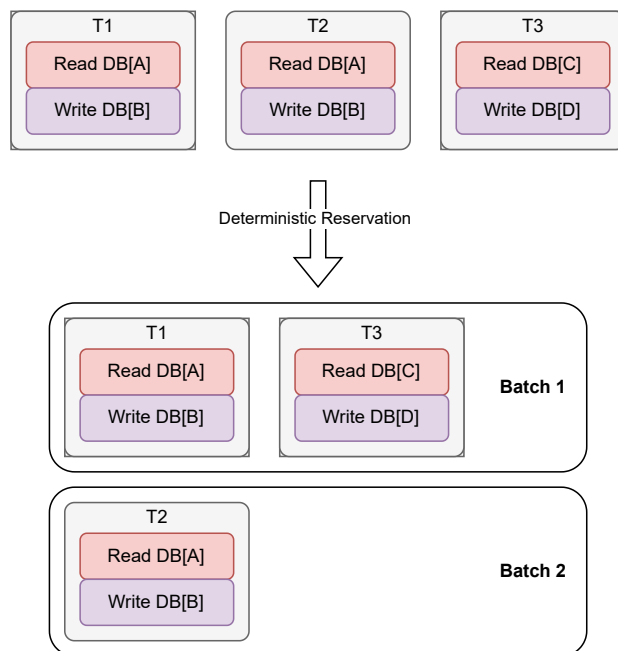 T1 T2 T3
Read DB[A] Read DB[A] Read DB[C]
Write DB[B] Write DB[B] Write DB[D]
Deterministic Reservation
T1 T3
Read DB[A] Read DB[C]
Batch 1
Write DB[B] Write DB[D]
T2
Read DB[A]
Batch 2
Write DB[B]